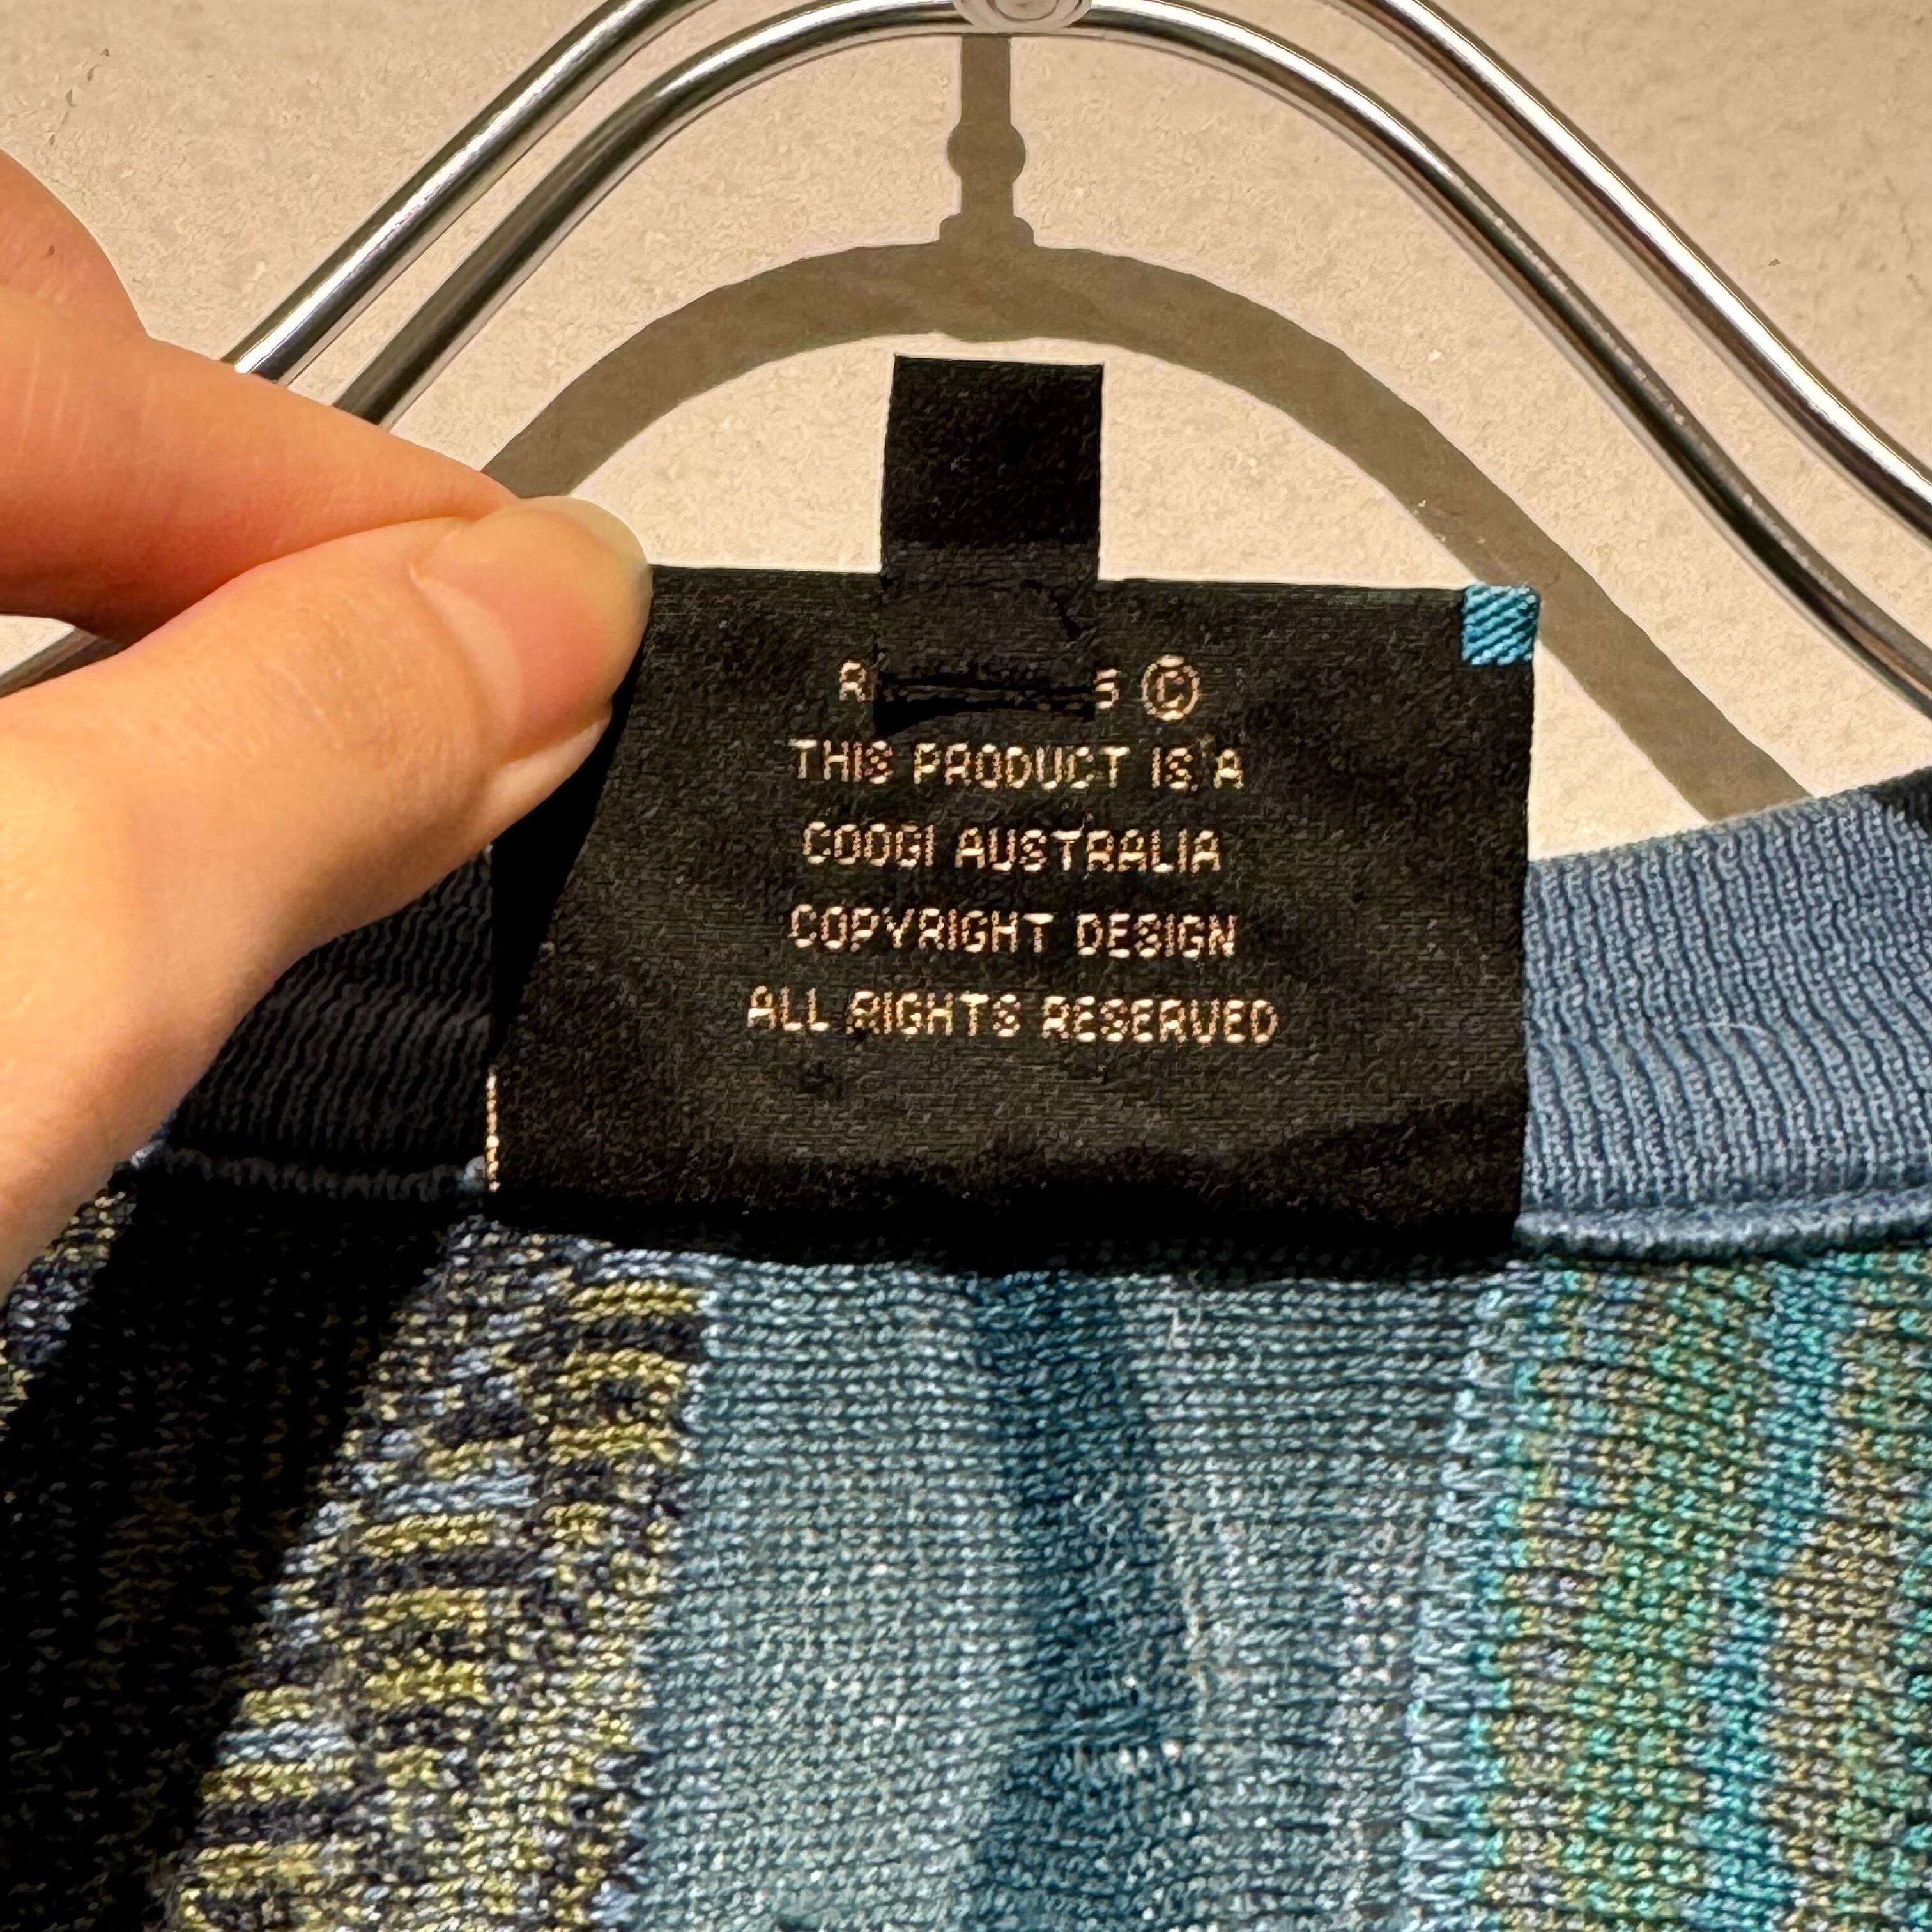 ©
THIS PRODUCT IS A
COOGI AUSTRALIA
COPYRIGHT DESIGN
ALL RIGHTS RESERVED